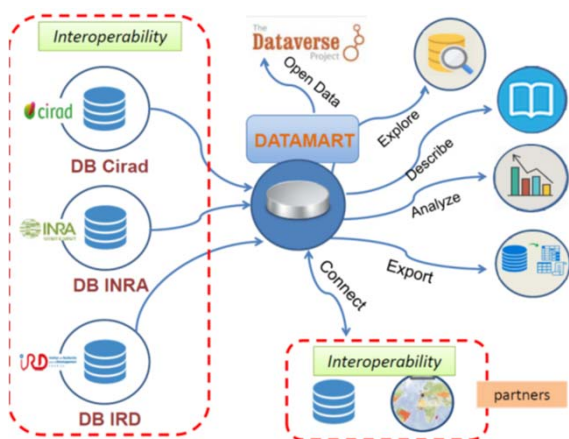 Interoperability
cirad
DB Cirad
INRA
DB INRA
IRD
DB IRD
The
Dataverse
Project
Open Data
DATAMART
Explore
Describe
Analyze
Export
Connect
Interoperability
partners